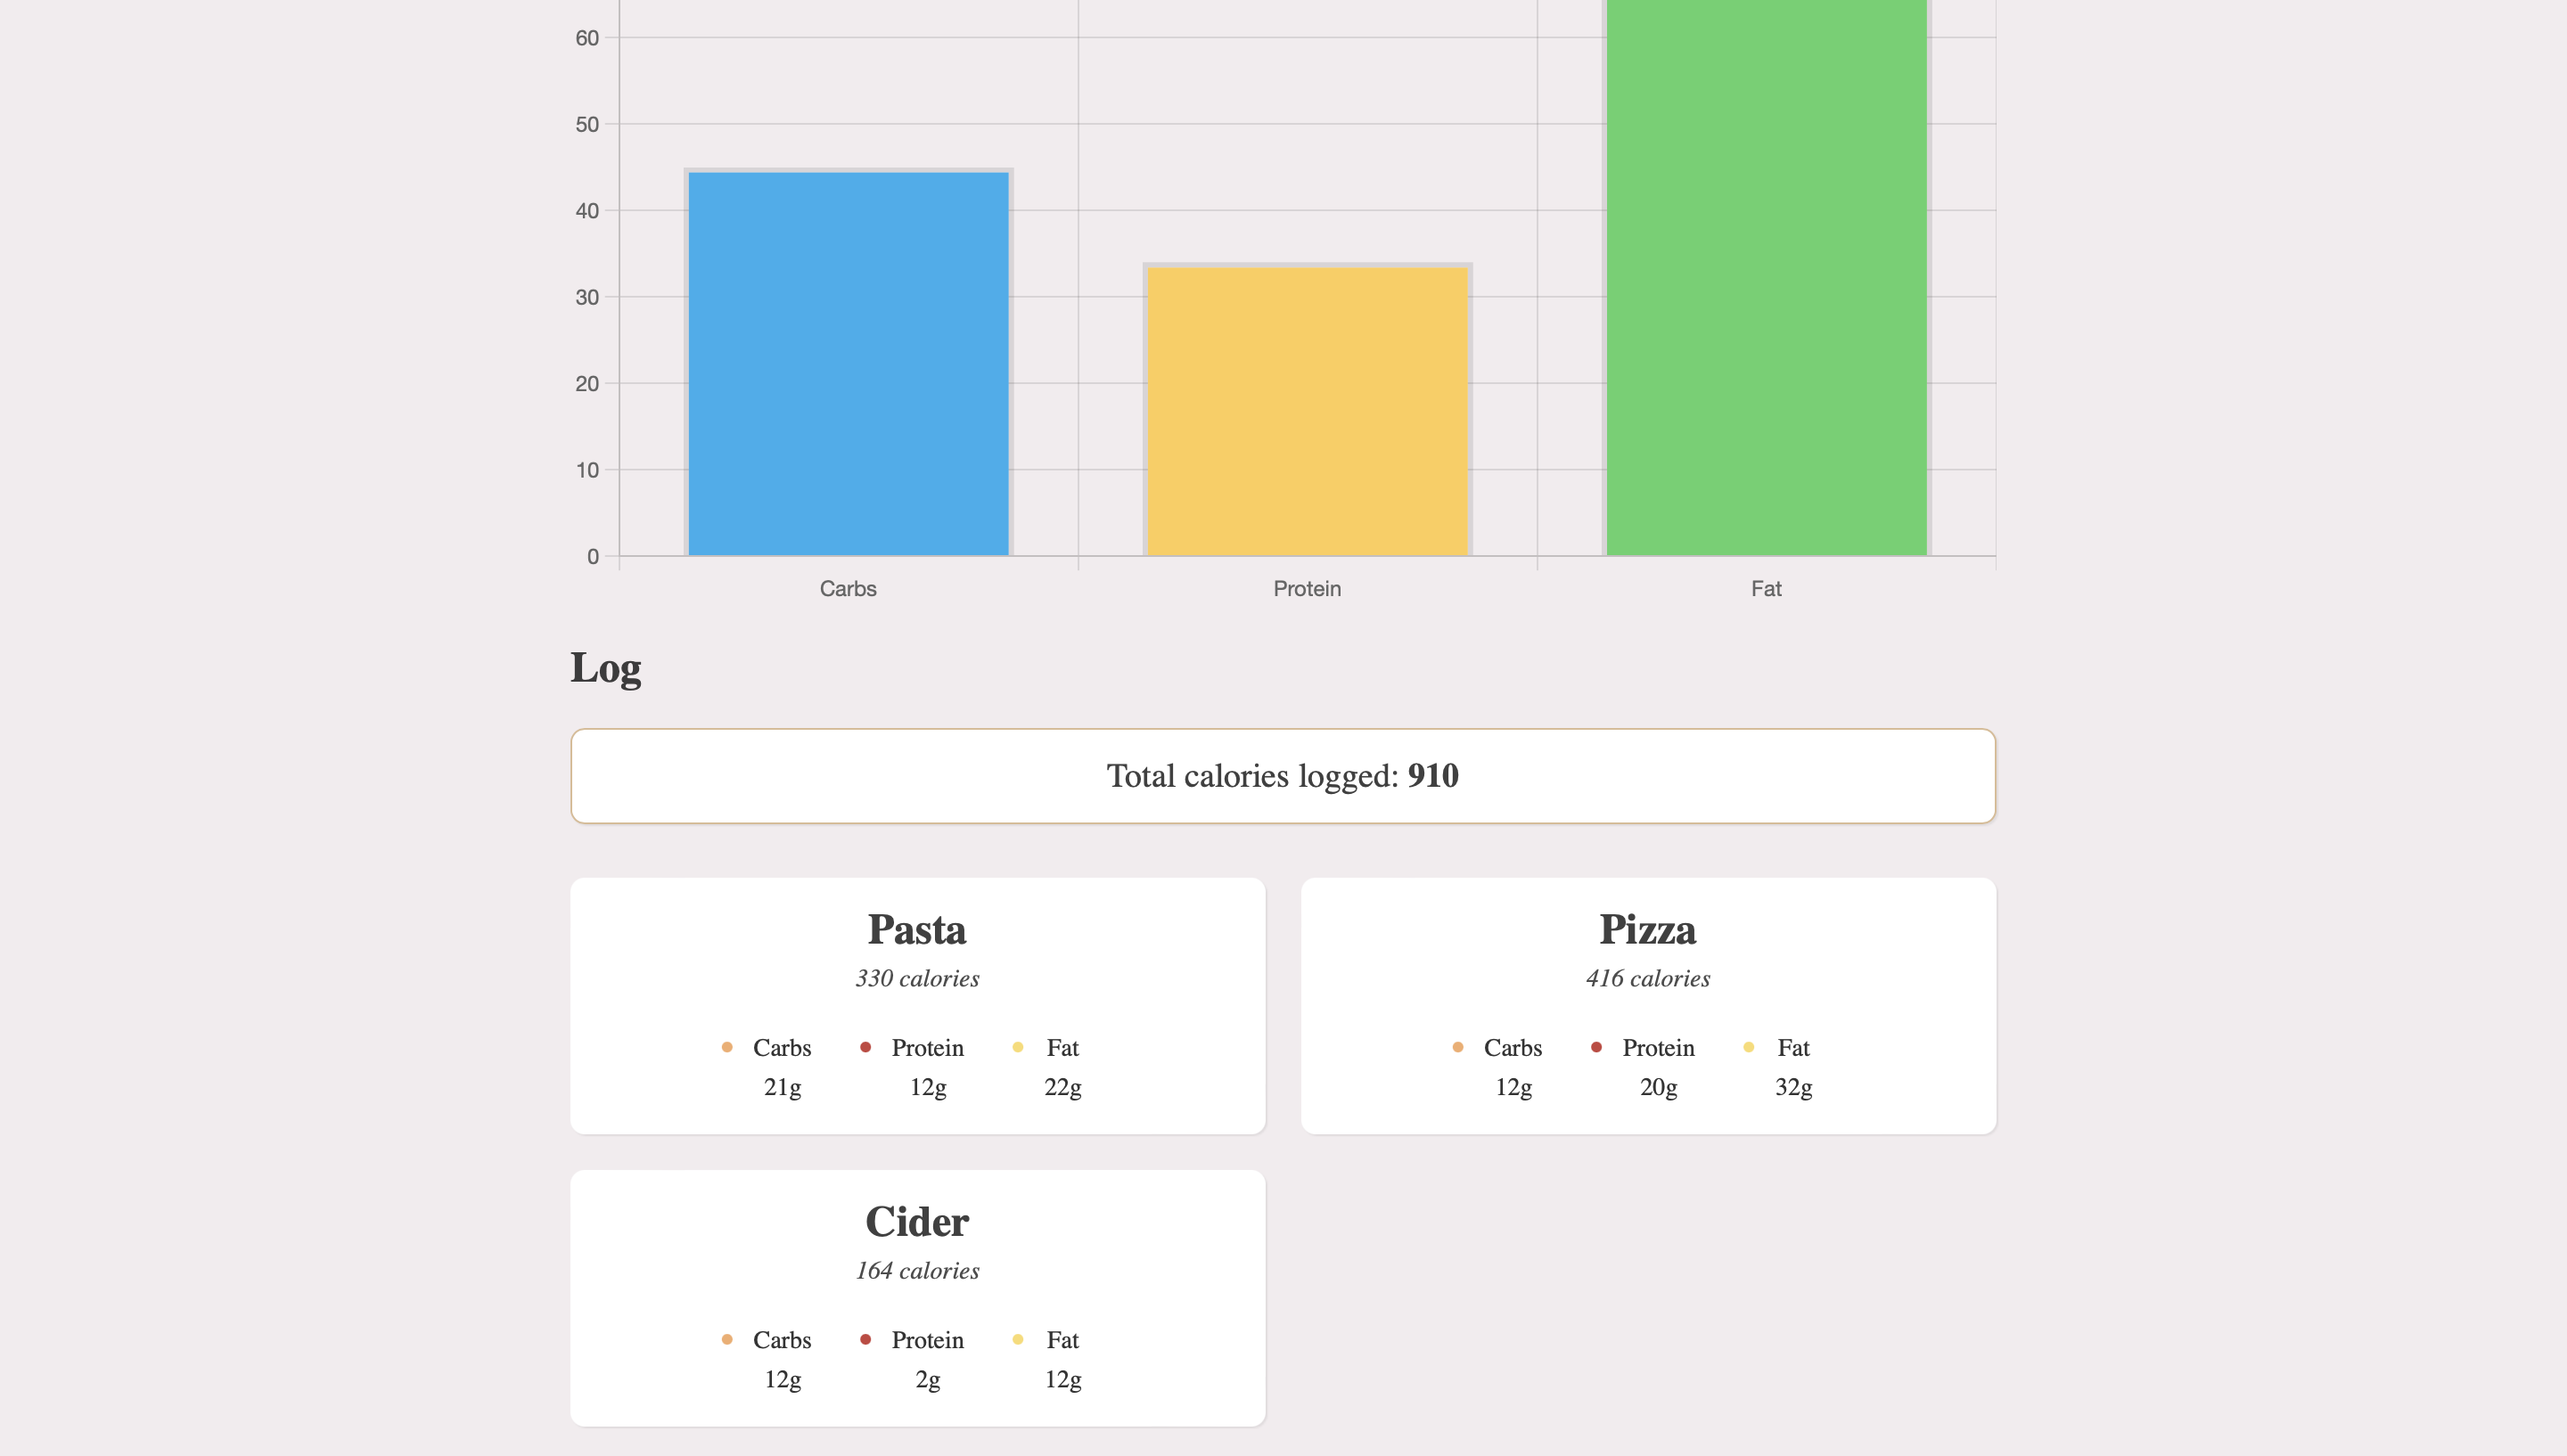 60
50
40
30
20
10
0
Carbs Protein Fat
Log
Total calories logged: 910
Pasta
330 calories
Carbs Protein Fat
21g 12g 22g
Pizza
416 calories
Carbs Protein Fat
12g 20g 32g
Cider
164 calories
Carbs Protein Fat
12g 2g 12g